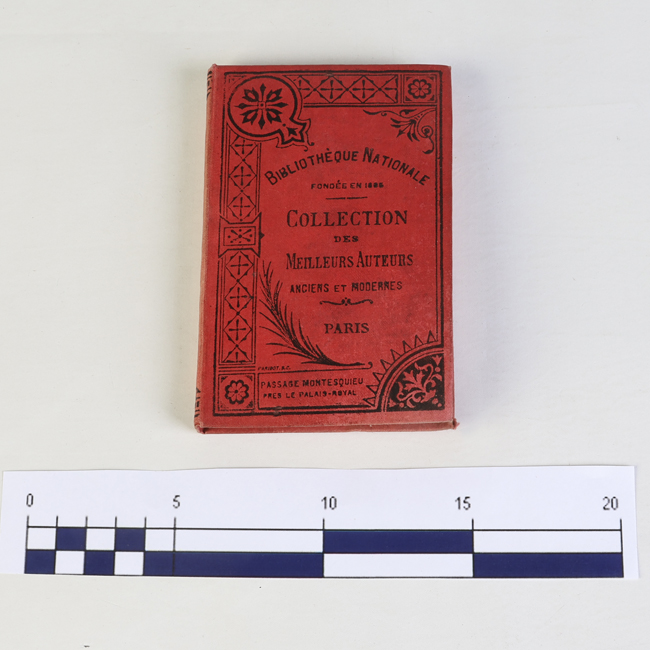 BIBLIOTHÈQUE NATIONALE
FONDÉE EN
COLLECTION
DES
MEILLEURS AUTEURS
ANCIENS ET MODERNES
PARIS
PASSAGE MONTESQUIEU
PRÈS LE PALAIS-ROYAL
0 5 10 15 20